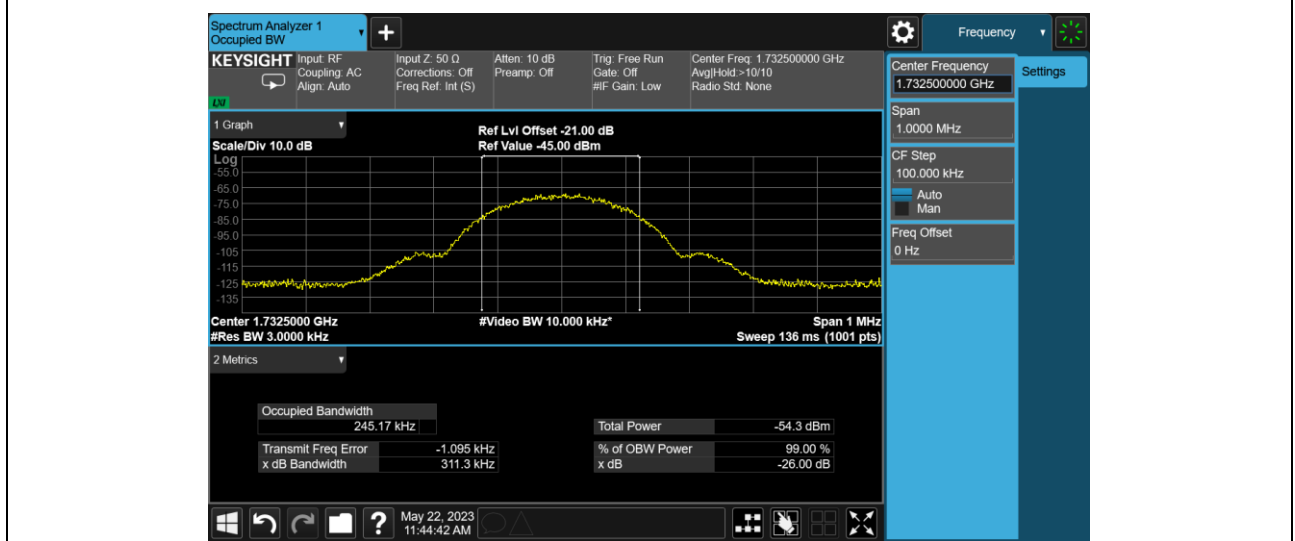 Spectrum Analyzer 1
Occupied BW
Frequency
KEYSIGHT
Input: RF
Coupling: AC
Align: Auto
Input Z: 50 Ω
Corrections: Off
Freq Ref: Int (S)
Atten: 10 dB
Preamp: Off
Trig: Free Run
Gate: Off
#IF Gain: Low
Center Freq: 1.732500000 GHz
Avg|Hold:>10/10
Radio Std: None
LXI
Center Frequency
1.732500000 GHz
Settings
Span
1.0000 MHz
CF Step
100.000 kHz
Auto
Man
Freq Offset
0 Hz
1 Graph
Scale/Div 10.0 dB
Ref Lvl Offset -21.00 dB
Ref Value -45.00 dBm
Log
-55.0
-65.0
-75.0
-85.0
-95.0
-105
-115
-125
-135
Center 1.7325000 GHz
#Res BW 3.0000 kHz
#Video BW 10.000 kHz*
Span 1 MHz
Sweep 136 ms (1001 pts)
2 Metrics
Occupied Bandwidth
245.17 kHz
Total Power -54.3 dBm
Transmit Freq Error -1.095 kHz
% of OBW Power 99.00 %
x dB Bandwidth 311.3 kHz
x dB -26.00 dB
?
May 22, 2023
11:44:42 AM